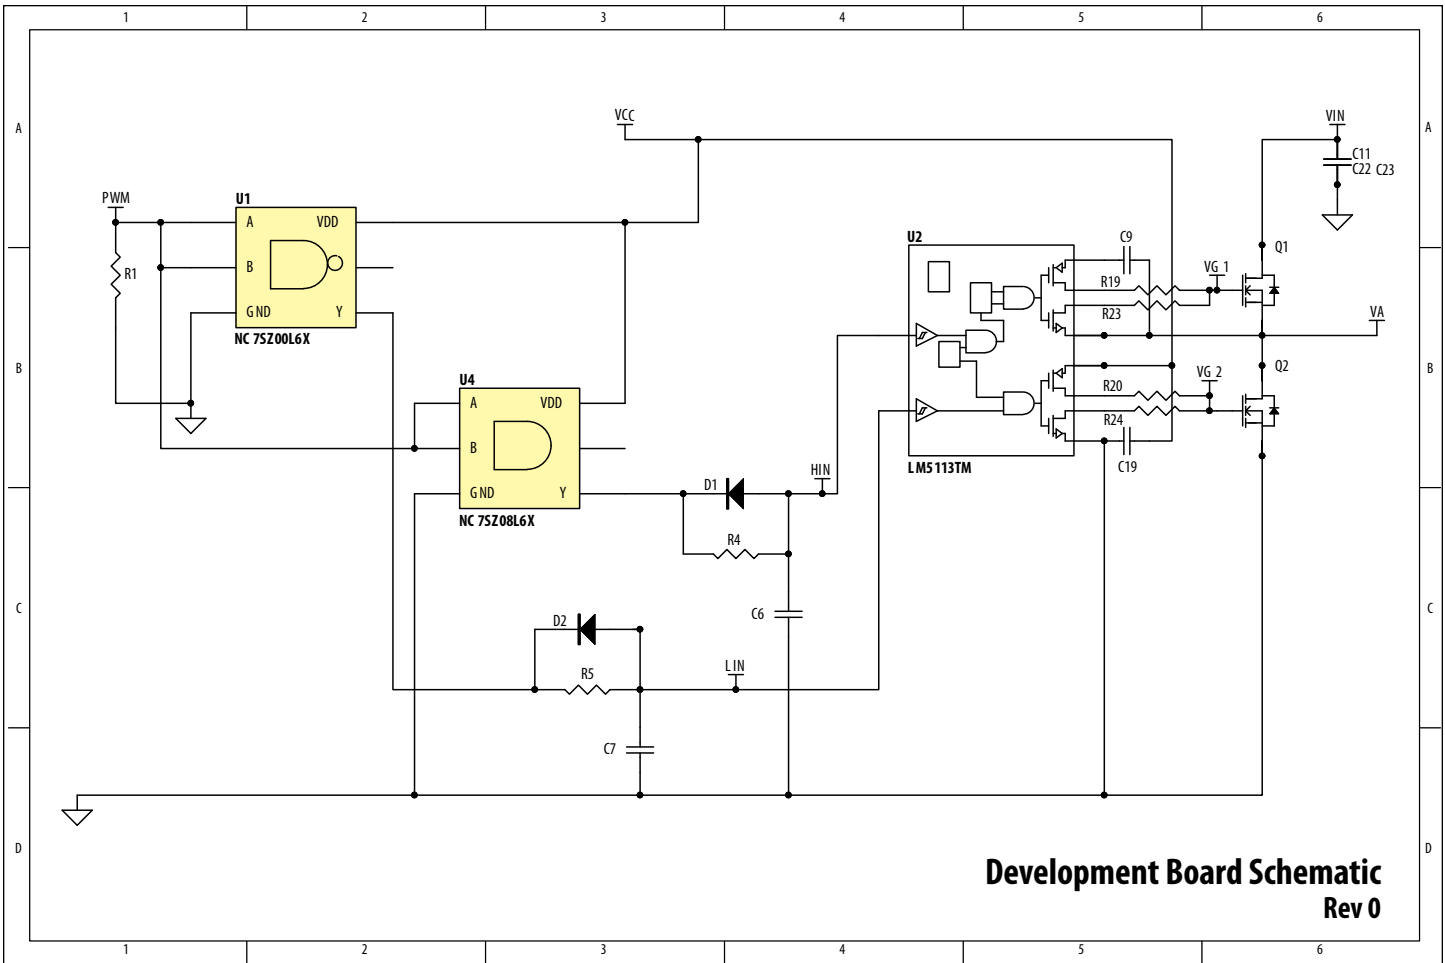 1 2 3 4 5 6
A A
VCC
VIN
C11
C22 C23
PWM
U1
A VDD
B
GND Y
NC 7SZ00L6X
R1
U2
C9
Q1
VG 1
R19
R23
VA
B B
Q2
VG 2
R20
R24
C19
LM5113TM
U4
A VDD
B
GND Y
NC 7SZ08L6X
HIN
D1
R4
C C
C6
D2
R5
LIN
C7
D D
Development Board Schematic
Rev 0
1 2 3 4 5 6